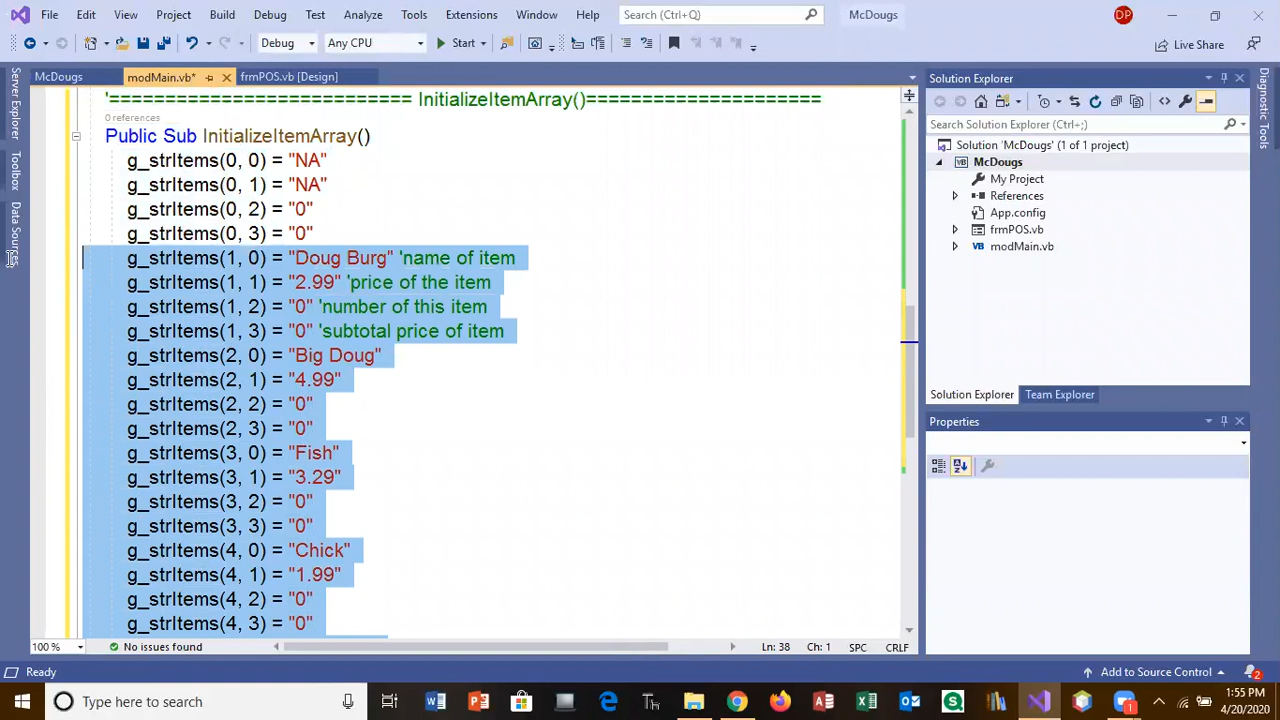 File Edit View Project Build Debug Test Analyze Tools Extensions Window Help Search (Ctrl+Q) McDougs DP
Debug Any CPU Start Live Share
McDougs modMain.vb* frmPOS.vb [Design]
Server Explorer
Toolbox
Data Sources
'=========================== InitializeItemArray()=====================
0 references
Public Sub InitializeItemArray()
g_strItems(0, 0) = "NA"
g_strItems(0, 1) = "NA"
g_strItems(0, 2) = "0"
g_strItems(0, 3) = "0"
g_strItems(1, 0) = "Doug Burg" 'name of item
g_strItems(1, 1) = "2.99" 'price of the item
g_strItems(1, 2) = "0" 'number of this item
g_strItems(1, 3) = "0" 'subtotal price of item
g_strItems(2, 0) = "Big Doug"
g_strItems(2, 1) = "4.99"
g_strItems(2, 2) = "0"
g_strItems(2, 3) = "0"
g_strItems(3, 0) = "Fish"
g_strItems(3, 1) = "3.29"
g_strItems(3, 2) = "0"
g_strItems(3, 3) = "0"
g_strItems(4, 0) = "Chick"
g_strItems(4, 1) = "1.99"
g_strItems(4, 2) = "0"
g_strItems(4, 3) = "0"
100 % No issues found Ln: 38 Ch: 1 SPC CRLF
Solution Explorer
Search Solution Explorer (Ctrl+;)
Solution 'McDougs' (1 of 1 project)
McDougs
My Project
References
App.config
frmPOS.vb
modMain.vb
Solution Explorer Team Explorer
Properties
Diagnostic Tools
Ready Add to Source Control 2
Type here to search
:55 PM
4/20/2020